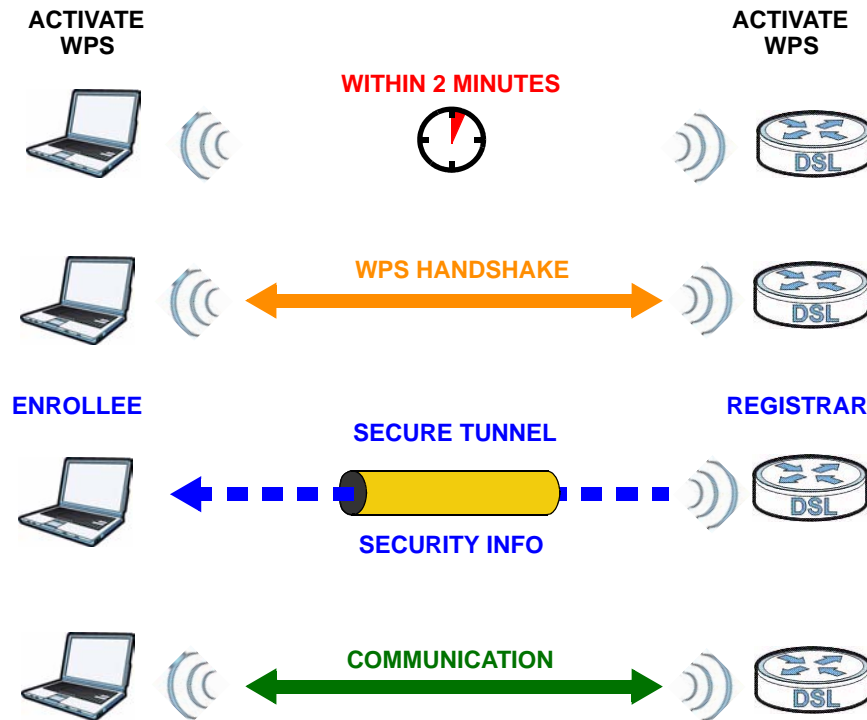 ACTIVATE
WPS
ACTIVATE
WPS
WITHIN 2 MINUTES
DSL
WPS HANDSHAKE
DSL
ENROLLEE
REGISTRAR
SECURE TUNNEL
DSL
SECURITY INFO
COMMUNICATION
DSL